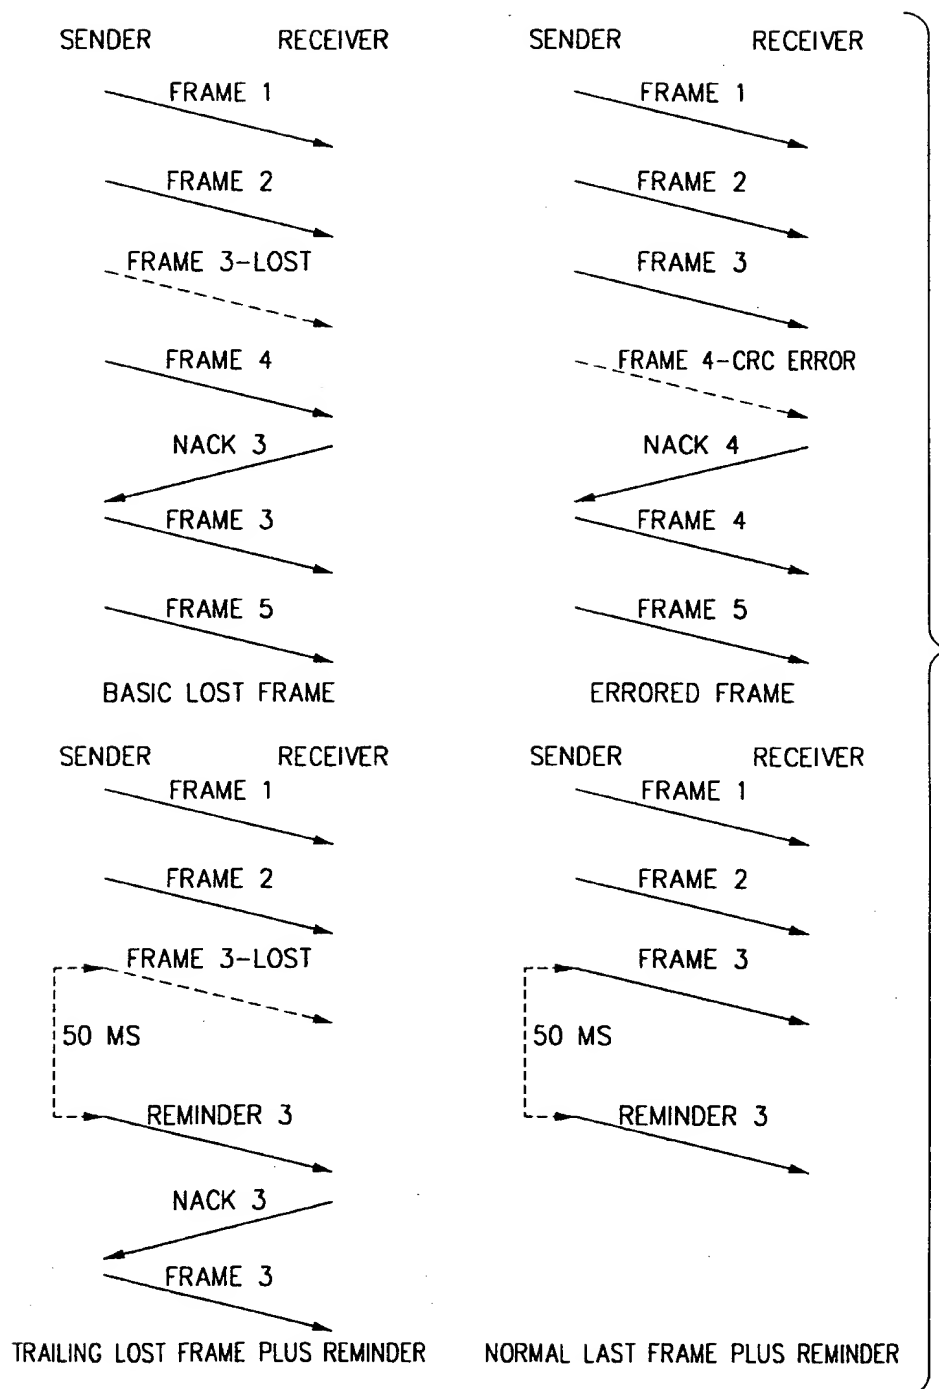 SENDER RECEIVER
FRAME 1
FRAME 2
FRAME 3-LOST
FRAME 4
NACK 3
FRAME 3
FRAME 5
BASIC LOST FRAME
SENDER RECEIVER
FRAME 1
FRAME 2
FRAME 3
FRAME 4-CRC ERROR
NACK 4
FRAME 4
FRAME 5
ERRORED FRAME
SENDER RECEIVER
FRAME 1
FRAME 2
FRAME 3-LOST
50 MS
REMINDER 3
NACK 3
FRAME 3
TRAILING LOST FRAME PLUS REMINDER
SENDER RECEIVER
FRAME 1
FRAME 2
FRAME 3
50 MS
REMINDER 3
NORMAL LAST FRAME PLUS REMINDER